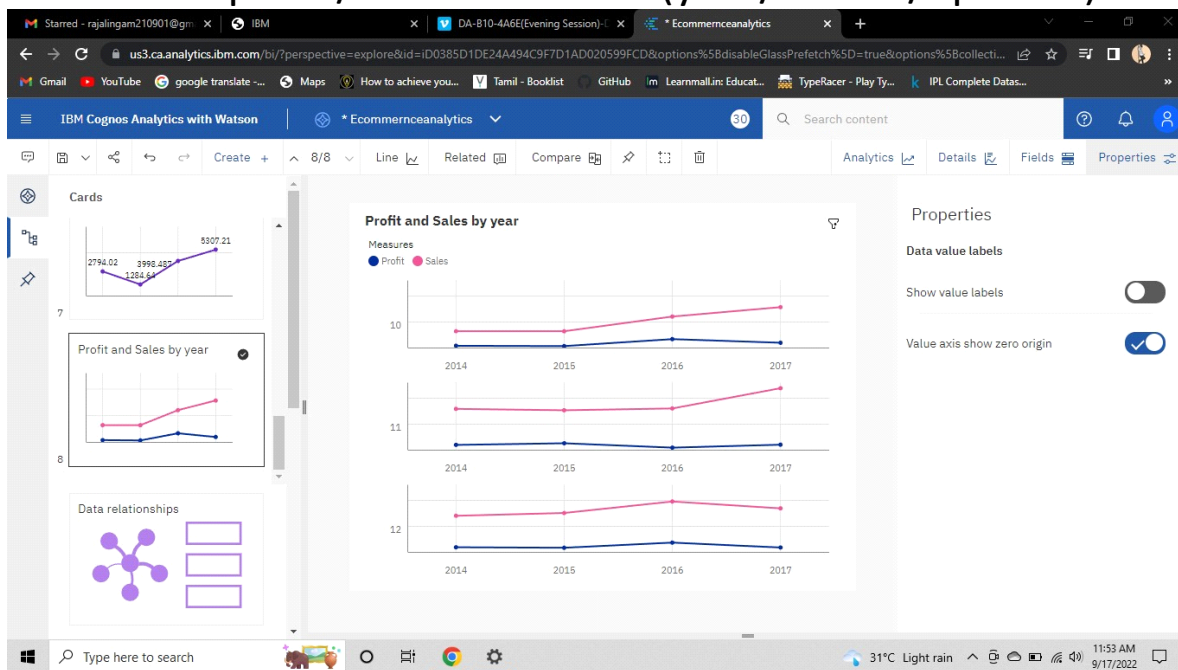 Starred - rajalingam210901@gm
IBM
DA-B10-4A6E(Evening Session)-
* Ecommernceanalytics
us3.ca.analytics.ibm.com/bi/?perspective=explore&id=iD0385D1DE24A494C9F7D1AD020599FCD&options%5BdisableGlassPrefetch%5D=true&options%5Bcollecti...
Gmail YouTube google translate -... Maps How to achieve you... Tamil - Booklist GitHub Learnmall.in: Educat... TypeRacer - Play Ty... IPL Complete Datas... »
IBM Cognos Analytics with Watson
* Ecommernceanalytics
30
Search content
Create + 8/8 Line Related Compare Analytics Details Fields Properties
Cards
2794.02
1284.64
3998.487
5307.21
7
Profit and Sales by year
8
Data relationships
Profit and Sales by year
Measures
Profit Sales
10
2014 2015 2016 2017
11
2014 2015 2016 2017
12
2014 2015 2016 2017
Properties
Data value labels
Show value labels
Value axis show zero origin
Type here to search
31°C Light rain
11:53 AM
9/17/2022